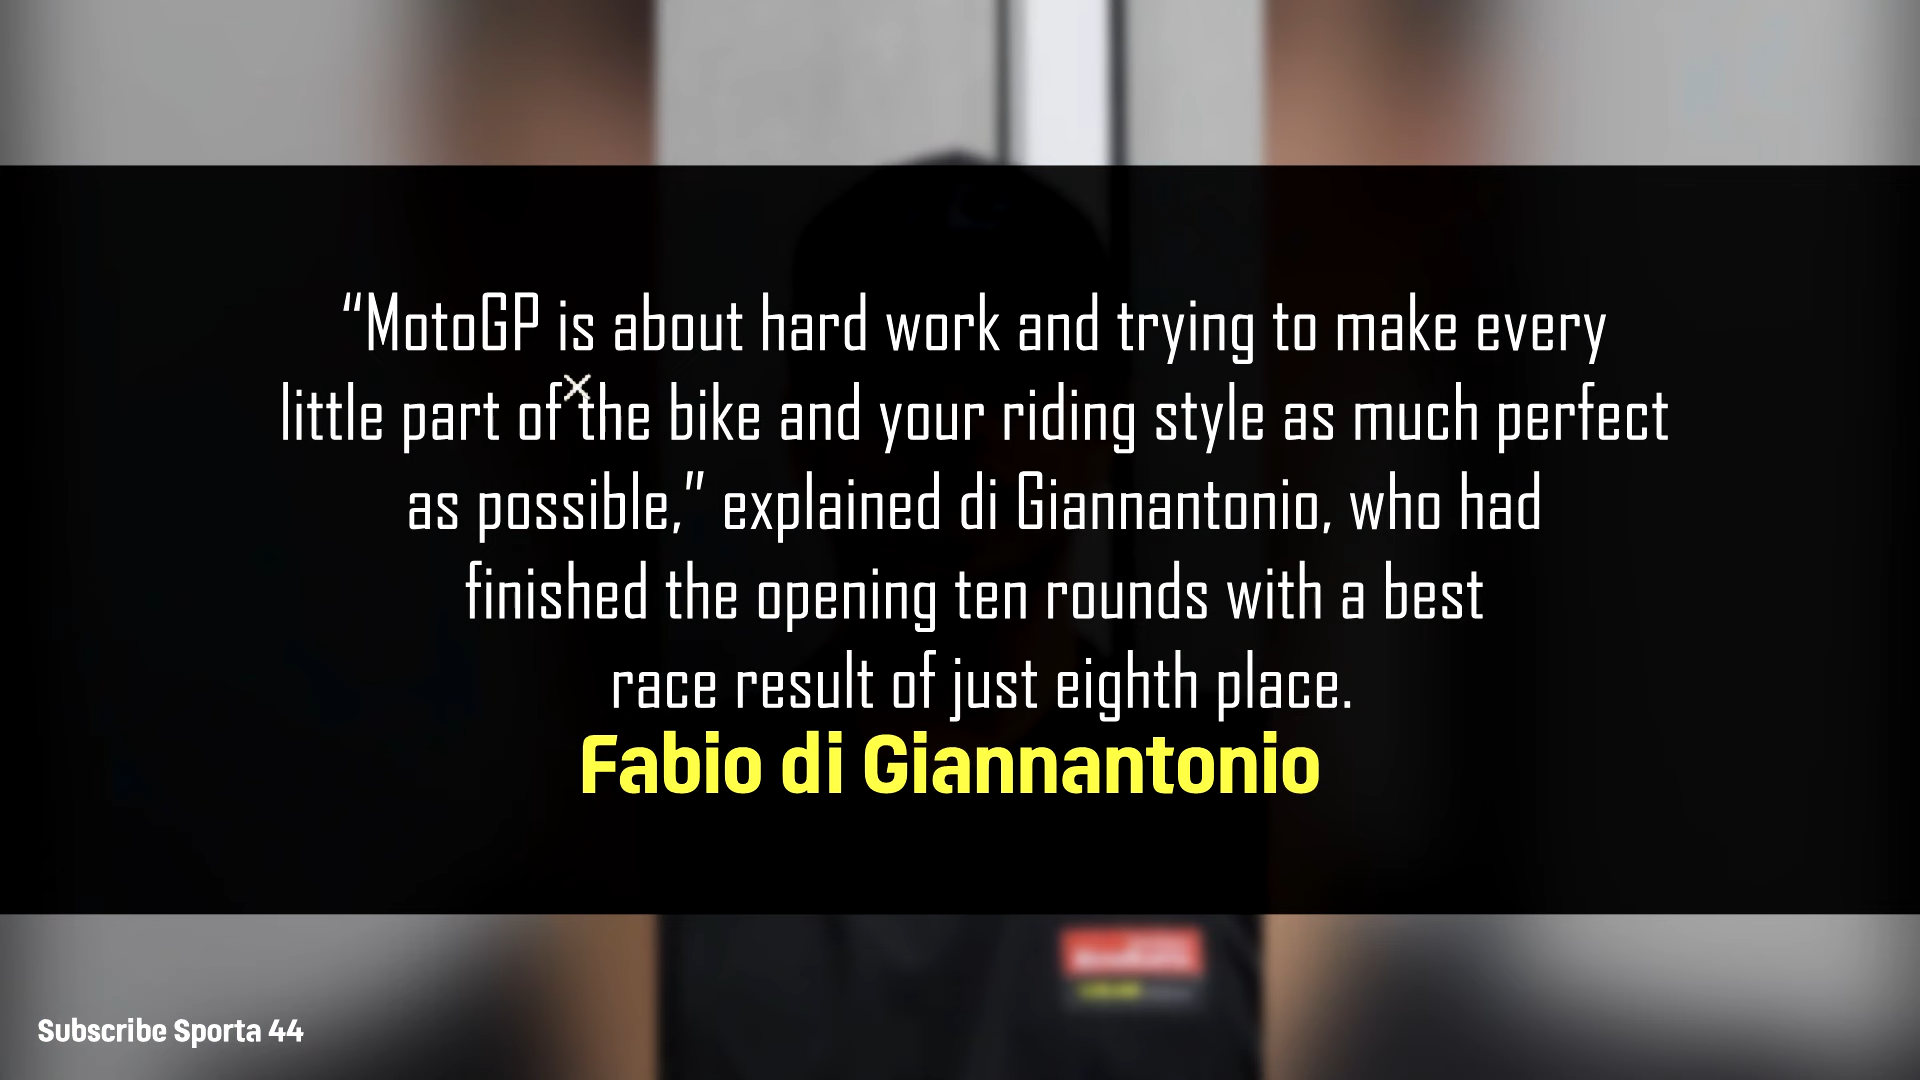 “MotoGP is about hard work and trying to make every
little part of the bike and your riding style as much perfect
as possible,” explained di Giannantonio, who had
finished the opening ten rounds with a best
race result of just eighth place.
Fabio di Giannantonio
Subscribe Sporta 44